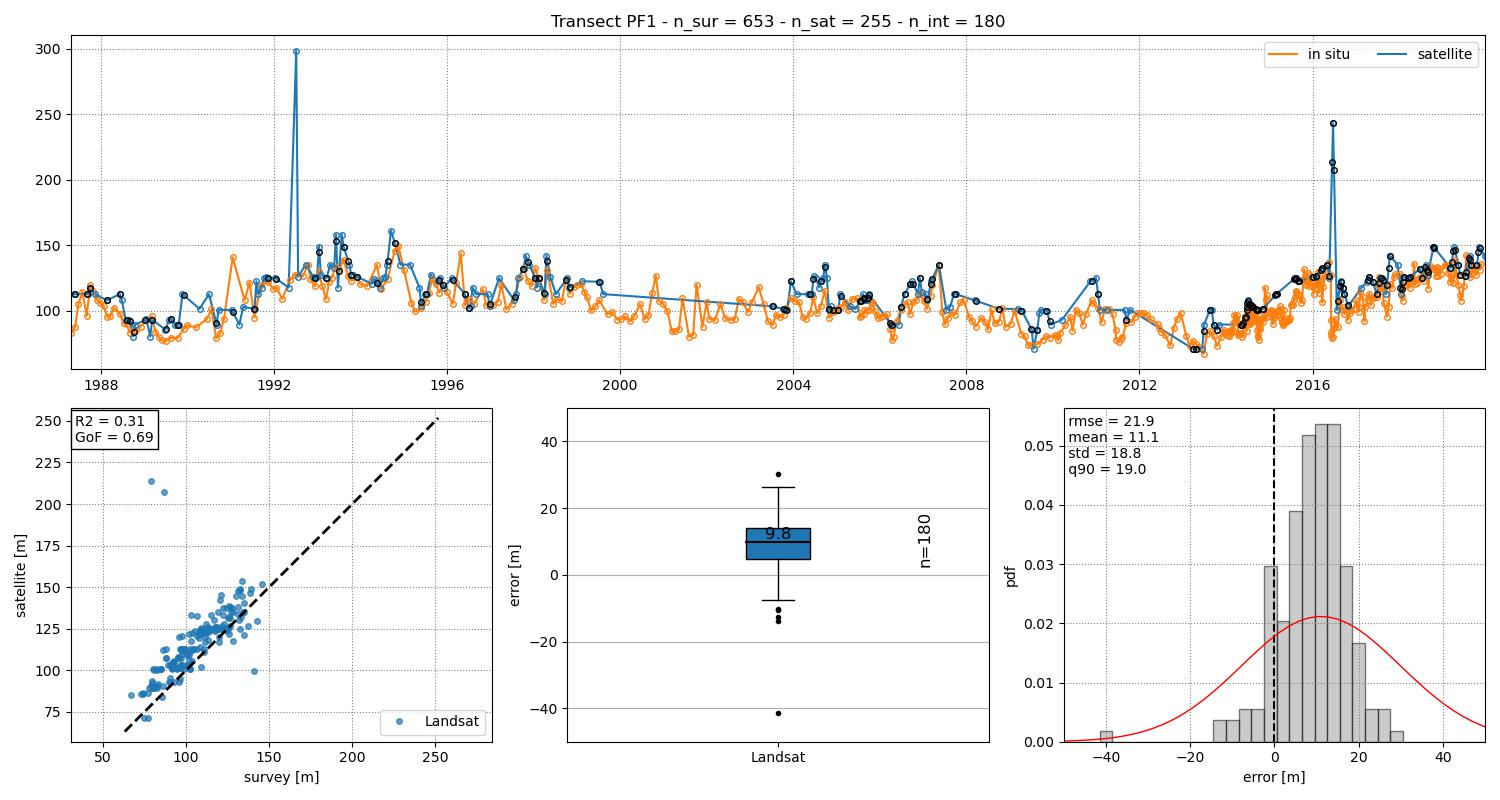 Transect PF1 - n_sur = 653 - n_sat = 255 - n_int = 180
300
250
200
150
100
in situ
satellite
1988 1992 1996 2000 2004 2008 2012 2016
R2 = 0.31
GoF = 0.69
250
225
200
175
150
125
100
75
satellite [m]
Landsat
50 100 150 200 250
survey [m]
40
20
0
−20
−40
error [m]
9.8
n=180
Landsat
rmse = 21.9
mean = 11.1
std = 18.8
q90 = 19.0
0.05
0.04
0.03
0.02
0.01
0.00
pdf
−40 −20 0 20 40
error [m]